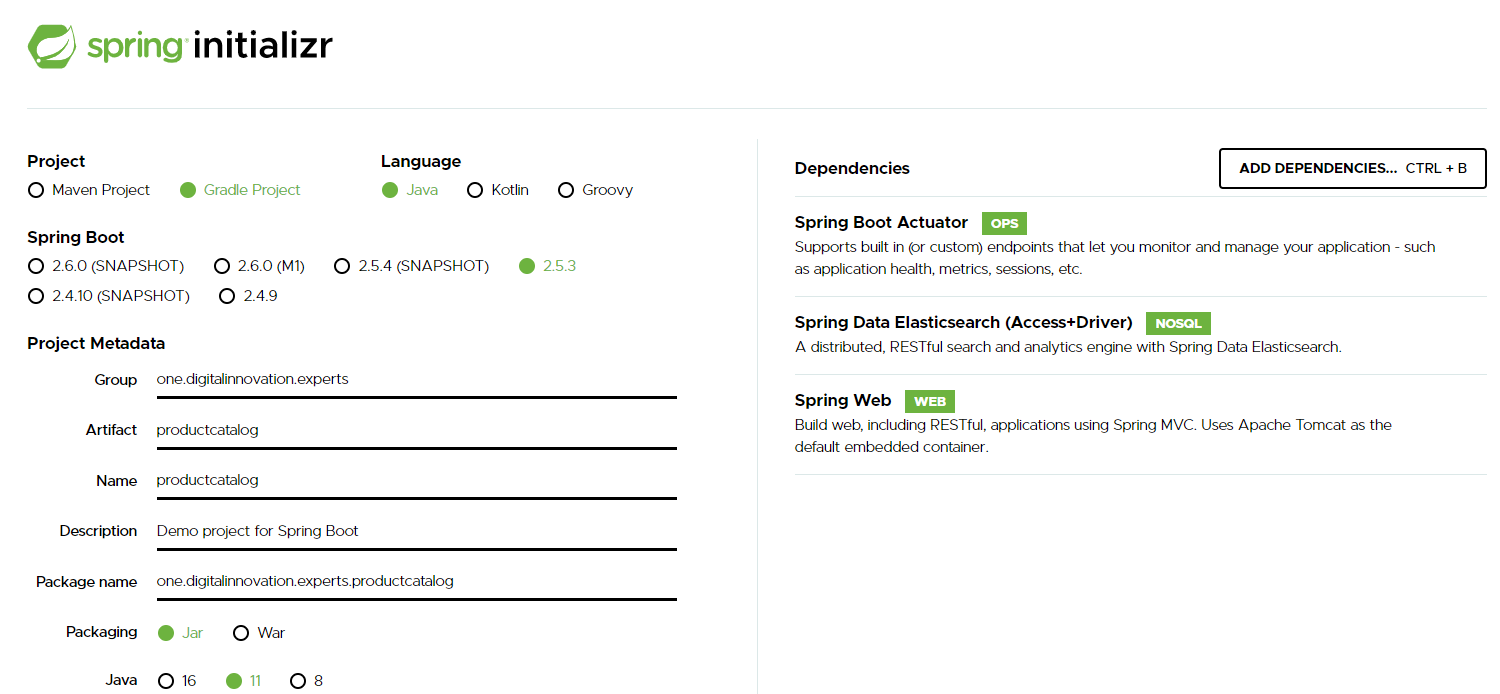 spring initializr
Project
Maven Project Gradle Project
Language
Java Kotlin Groovy
Spring Boot
2.6.0 (SNAPSHOT) 2.6.0 (M1) 2.5.4 (SNAPSHOT) 2.5.3
2.4.10 (SNAPSHOT) 2.4.9
Project Metadata
Group one.digitalinnovation.experts
Artifact productcatalog
Name productcatalog
Description Demo project for Spring Boot
Package name one.digitalinnovation.experts.productcatalog
Packaging Jar War
Java 16 11 8
Dependencies ADD DEPENDENCIES... CTRL + B
Spring Boot Actuator OPS
Supports built in (or custom) endpoints that let you monitor and manage your application - such
as application health, metrics, sessions, etc.
Spring Data Elasticsearch (Access+Driver) NOSQL
A distributed, RESTful search and analytics engine with Spring Data Elasticsearch.
Spring Web WEB
Build web, including RESTful, applications using Spring MVC. Uses Apache Tomcat as the
default embedded container.